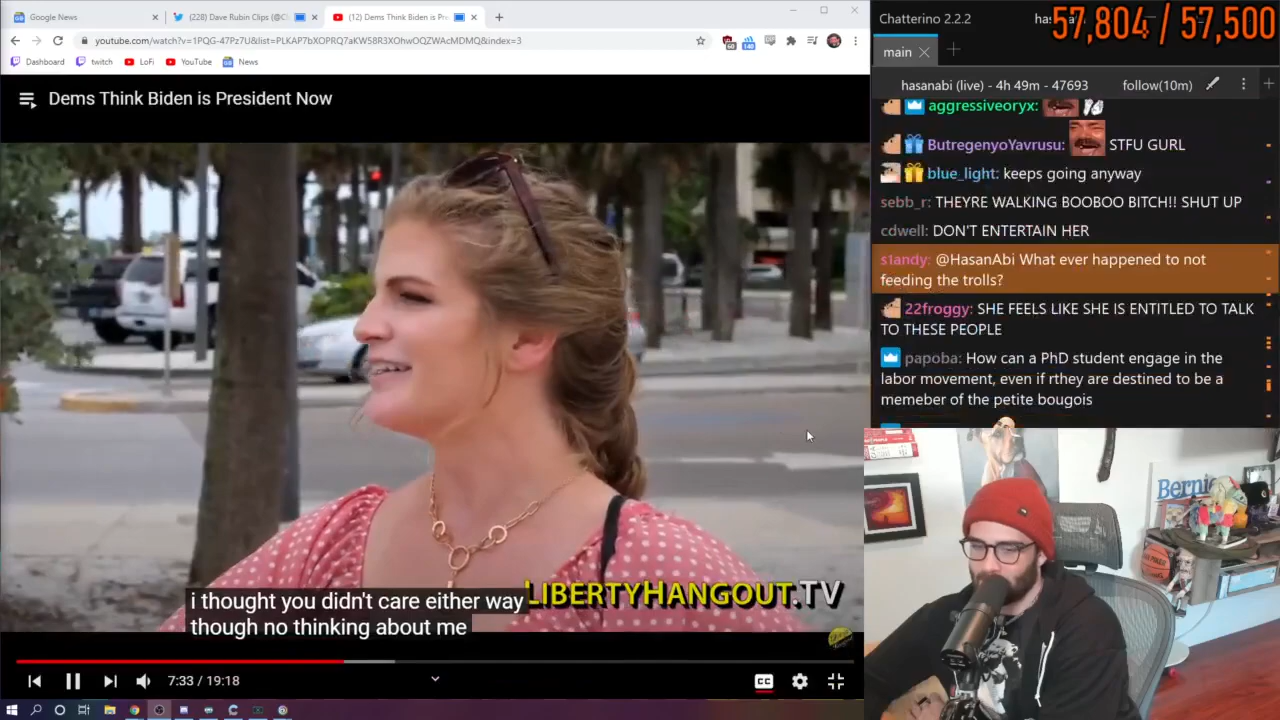 Google News
(228) Dave Rubin Clips (@Cl
(12) Dems Think Biden is Pre
youtube.com/watch?v=1PQG-47Pz7U&list=PLKAP7bXOPRQ7aKW58R3XOhwOQZWAcMDMQ&index=3
60
140
Dashboard
twitch
LoFi
YouTube
News
Dems Think Biden is President Now
i thought you didn't care either way
though no thinking about me
LIBERTYHANGOUT.TV
7:33 / 19:18
CC
Chatterino 2.2.2
57,804 / 57,500
main
hasanabi (live) - 4h 49m - 47693
follow(10m)
aggressiveoryx:
ButregenyoYavrusu: STFU GURL
blue_light: keeps going anyway
sebb_r: THEYRE WALKING BOOBOO BITCH!! SHUT UP
cdwell: DON'T ENTERTAIN HER
s1andy: @HasanAbi What ever happened to not
feeding the trolls?
22froggy: SHE FEELS LIKE SHE IS ENTITLED TO TALK
TO THESE PEOPLE
papoba: How can a PhD student engage in the
labor movement, even if rthey are destined to be a
memeber of the petite bougois
Bernie